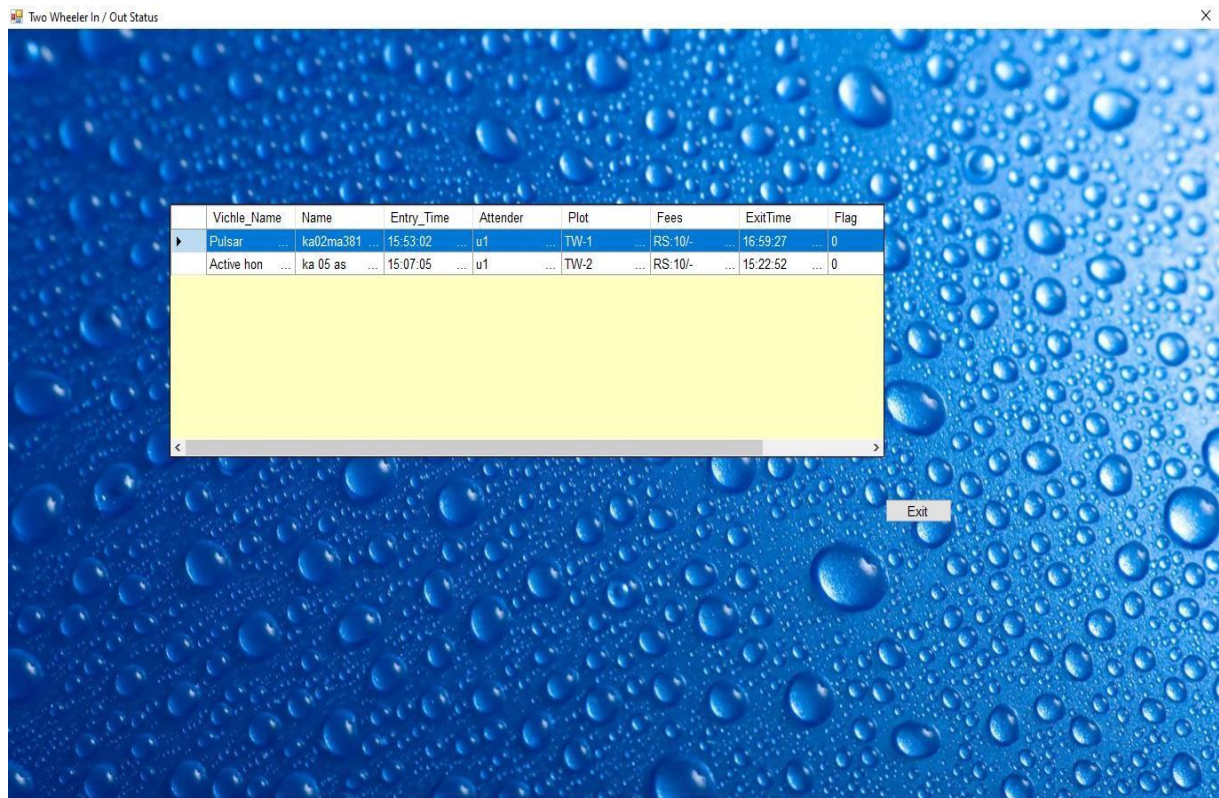 Two Wheeler In / Out Status
Vichle_Name Name Entry_Time Attender Plot Fees ExitTime Flag
Pulsar ... ka02ma381 ... 15:53:02 ... u1 ... TW-1 ... RS:10/- ... 16:59:27 ... 0
Active hon ... ka 05 as ... 15:07:05 ... u1 ... TW-2 ... RS:10/- ... 15:22:52 ... 0
Exit